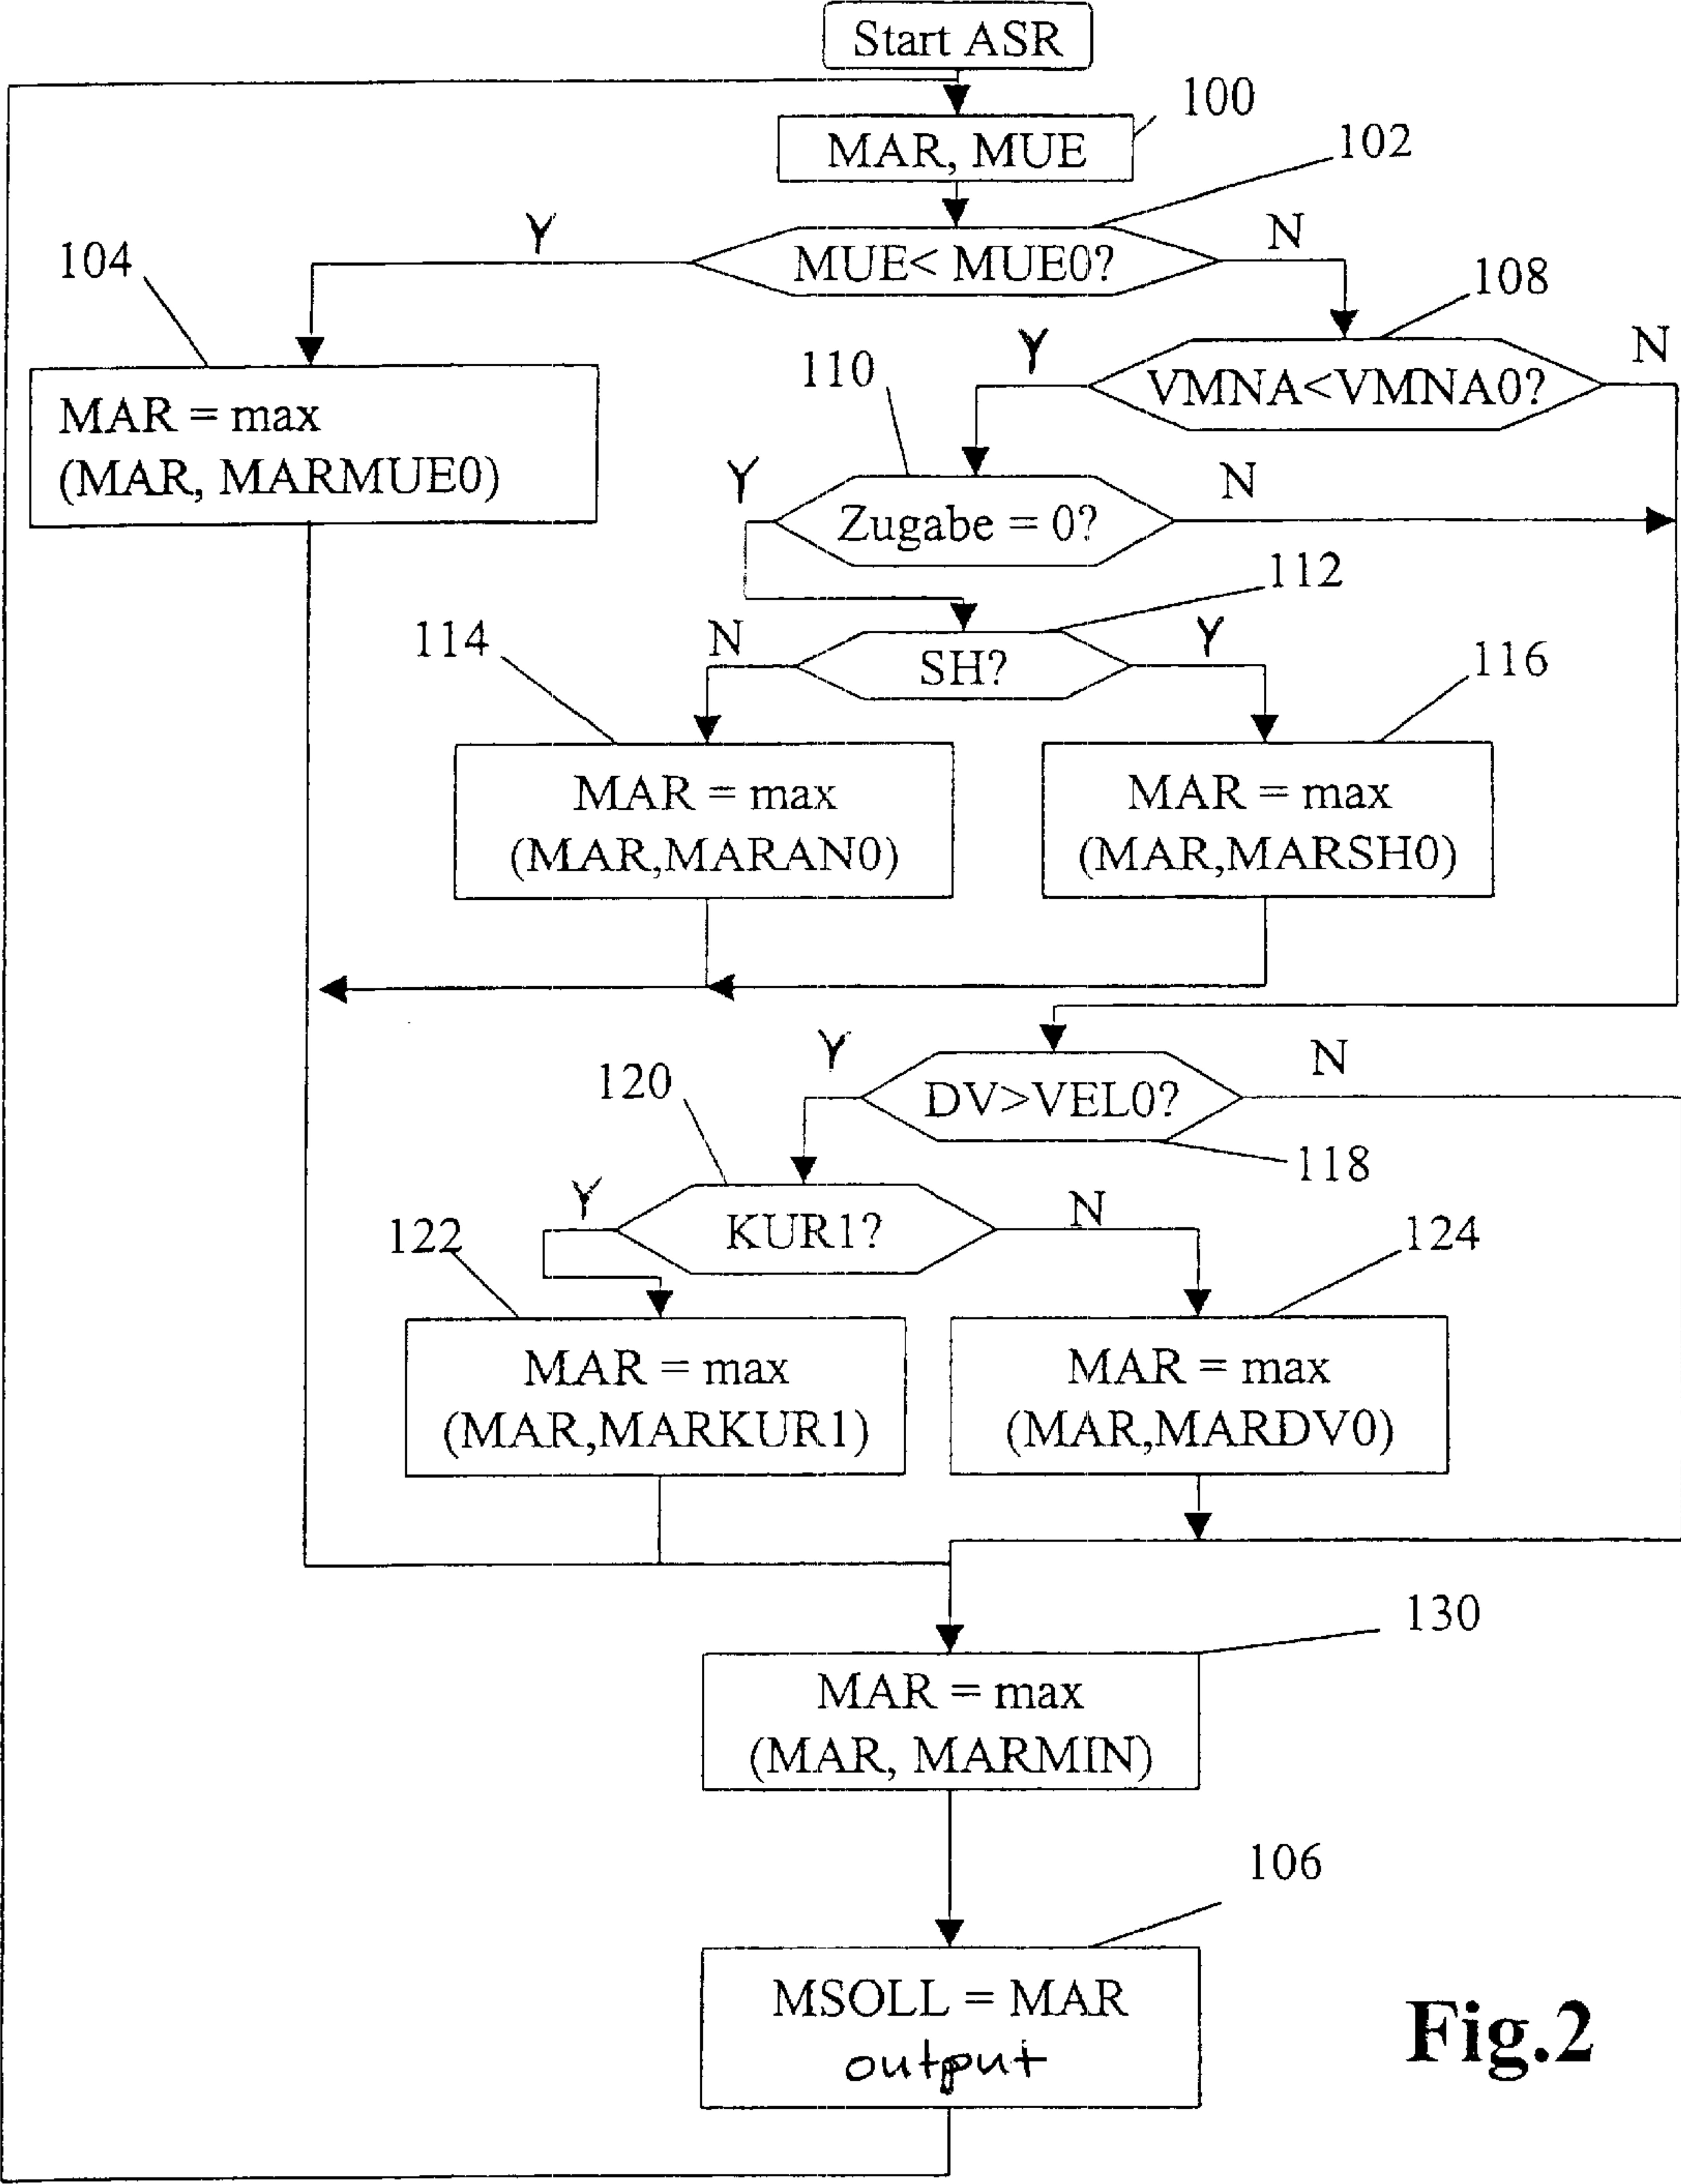 Start ASR
100
MAR, MUE
102
Y
N
104
MUE< MUE0?
108
Y
N
110
VMNA<VMNA0?
MAR = max
(MAR, MARMUE0)
Y
N
Zugabe = 0?
112
114
N
Y
116
SH?
MAR = max
(MAR,MARAN0)
MAR = max
(MAR,MARSH0)
Y
N
120
DV>VEL0?
118
Y
N
122
KUR1?
124
MAR = max
(MAR,MARKUR1)
MAR = max
(MAR,MARDV0)
130
MAR = max
(MAR, MARMIN)
106
MSOLL = MAR
output
Fig.2